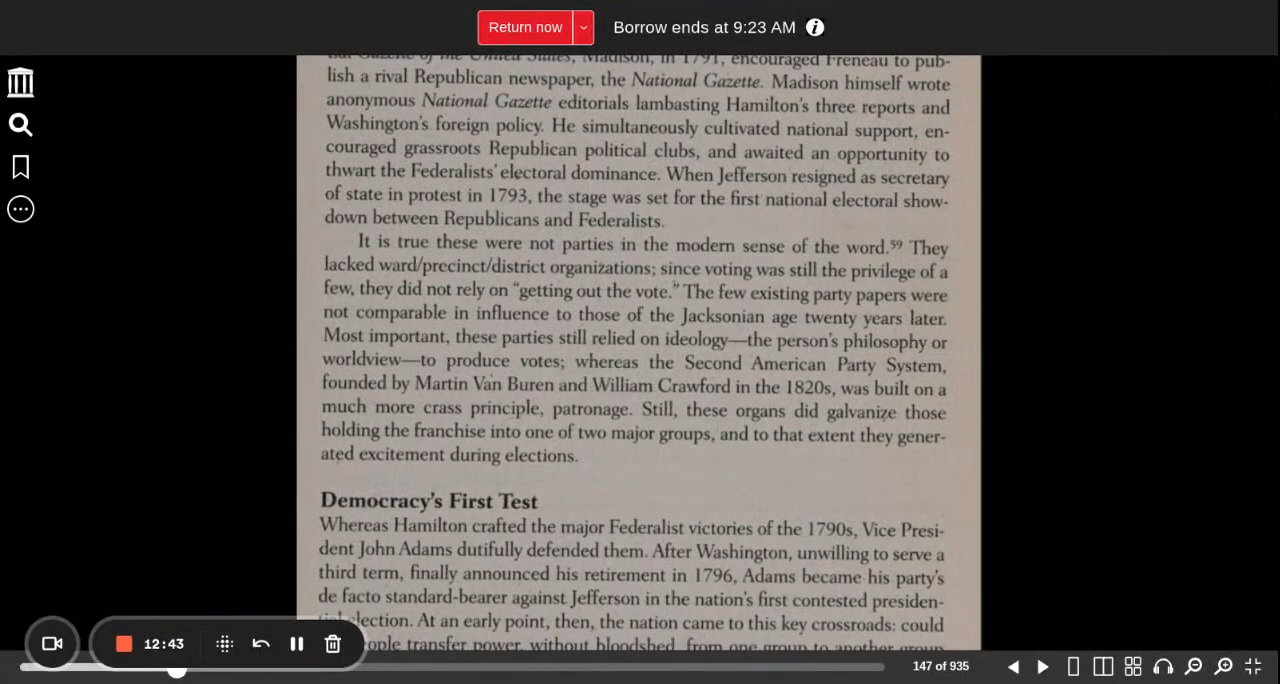 Return now
Borrow ends at 9:23 AM
Gazette of the United States, Madison, in 1791, encouraged Freneau to pub-
lish a rival Republican newspaper, the National Gazette. Madison himself wrote
anonymous National Gazette editorials lambasting Hamilton's three reports and
Washington's foreign policy. He simultaneously cultivated national support, en-
couraged grassroots Republican political clubs, and awaited an opportunity to
thwart the Federalists' electoral dominance. When Jefferson resigned as secretary
of state in protest in 1793, the stage was set for the first national electoral show-
down between Republicans and Federalists.
It is true these were not parties in the modern sense of the word.59 They
lacked ward/precinct/district organizations; since voting was still the privilege of a
few, they did not rely on "getting out the vote." The few existing party papers were
not comparable in influence to those of the Jacksonian age twenty years later.
Most important, these parties still relied on ideology—the person's philosophy or
worldview—to produce votes; whereas the Second American Party System,
founded by Martin Van Buren and William Crawford in the 1820s, was built on a
much more crass principle, patronage. Still, these organs did galvanize those
holding the franchise into one of two major groups, and to that extent they gener-
ated excitement during elections.
Democracy's First Test
Whereas Hamilton crafted the major Federalist victories of the 1790s, Vice Presi-
dent John Adams dutifully defended them. After Washington, unwilling to serve a
third term, finally announced his retirement in 1796, Adams became his party's
de facto standard-bearer against Jefferson in the nation's first contested presiden-
election. At an early point, then, the nation came to this key crossroads: could
transfer power, without bloodshed, from one group to another group
12:43
147 of 935